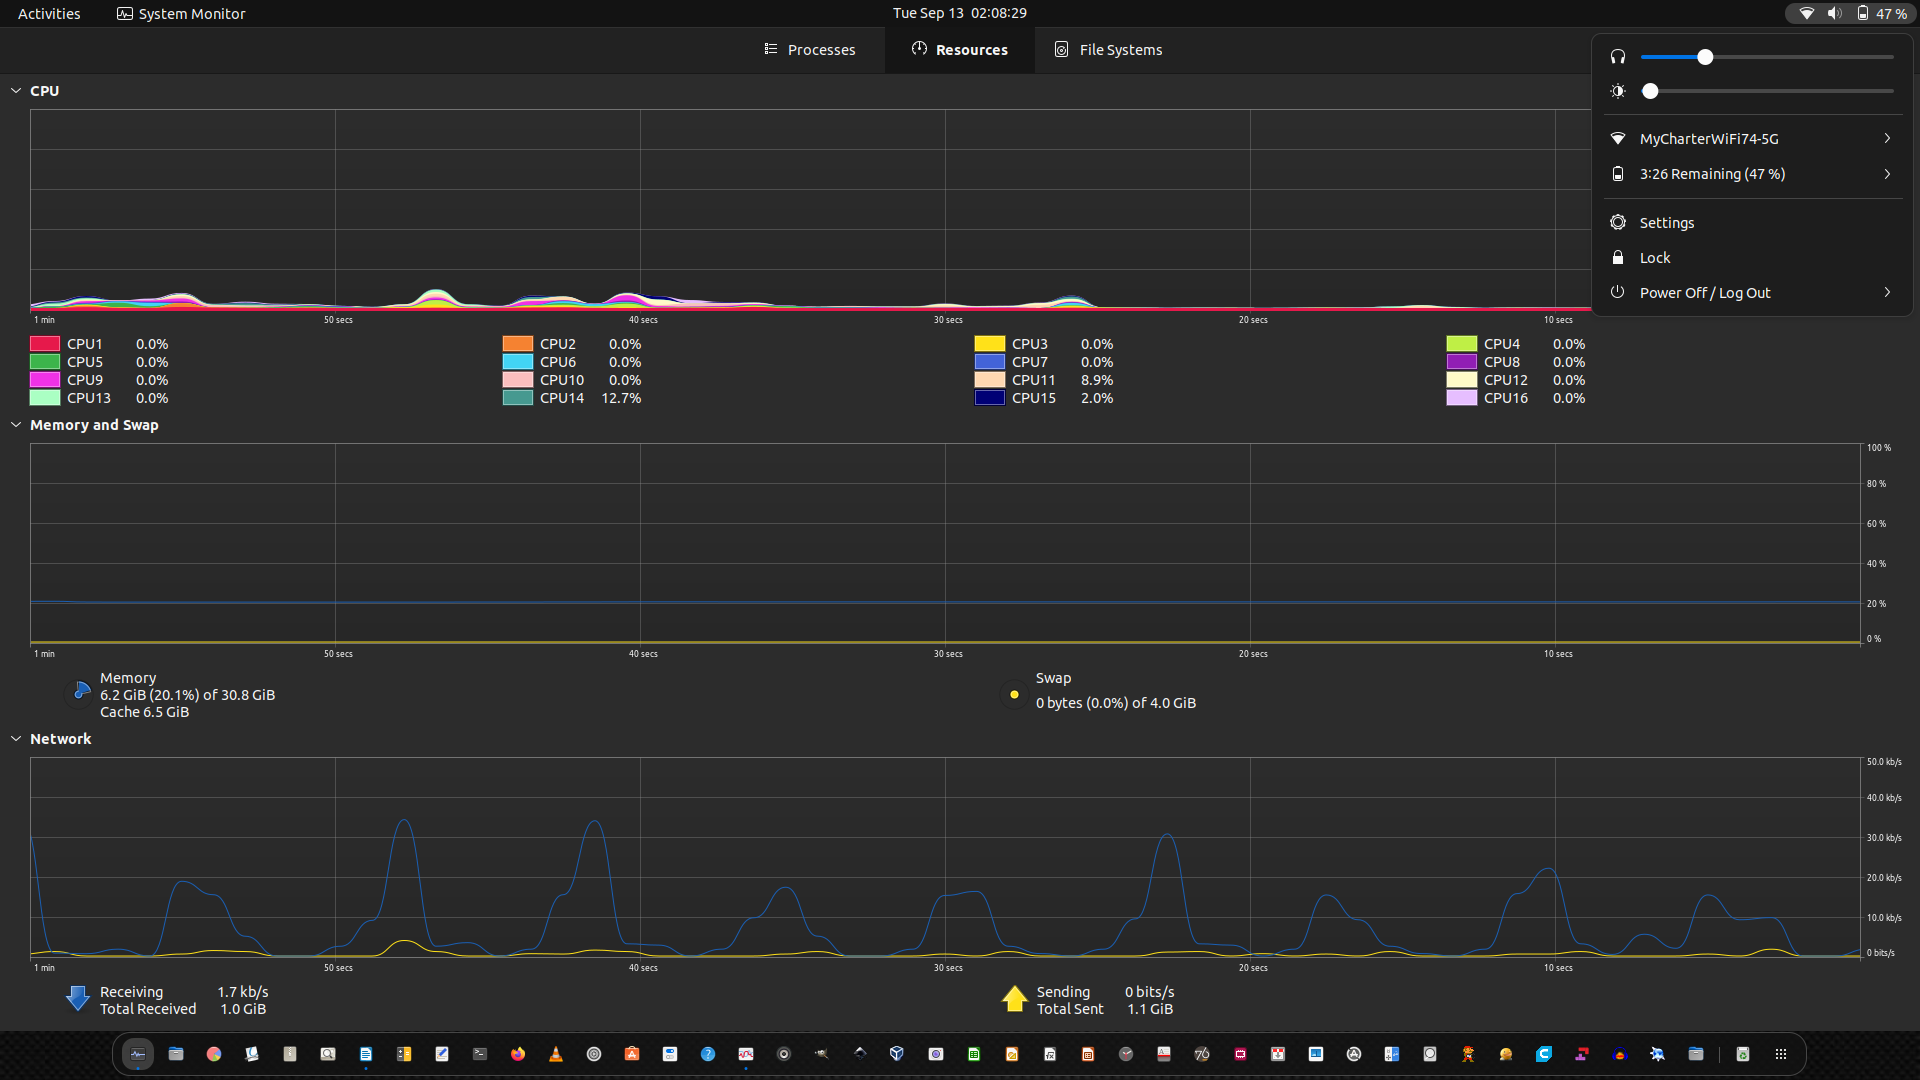 Activities System Monitor Tue Sep 13 02:08:29 47 %
Processes Resources File Systems
MyCharterWiFi74-5G
3:26 Remaining (47 %)
Settings
Lock
Power Off / Log Out
CPU
1 min 50 secs 40 secs 30 secs 20 secs 10 secs
CPU1 0.0% CPU2 0.0% CPU3 0.0% CPU4 0.0%
CPU5 0.0% CPU6 0.0% CPU7 0.0% CPU8 0.0%
CPU9 0.0% CPU10 0.0% CPU11 8.9% CPU12 0.0%
CPU13 0.0% CPU14 12.7% CPU15 2.0% CPU16 0.0%
Memory and Swap
100 %
80 %
60 %
40 %
20 %
0 %
1 min 50 secs 40 secs 30 secs 20 secs 10 secs
Memory
6.2 GiB (20.1%) of 30.8 GiB
Cache 6.5 GiB
Swap
0 bytes (0.0%) of 4.0 GiB
Network
50.0 kb/s
40.0 kb/s
30.0 kb/s
20.0 kb/s
10.0 kb/s
0 bits/s
1 min 50 secs 40 secs 30 secs 20 secs 10 secs
Receiving 1.7 kb/s
Total Received 1.0 GiB
Sending 0 bits/s
Total Sent 1.1 GiB
76